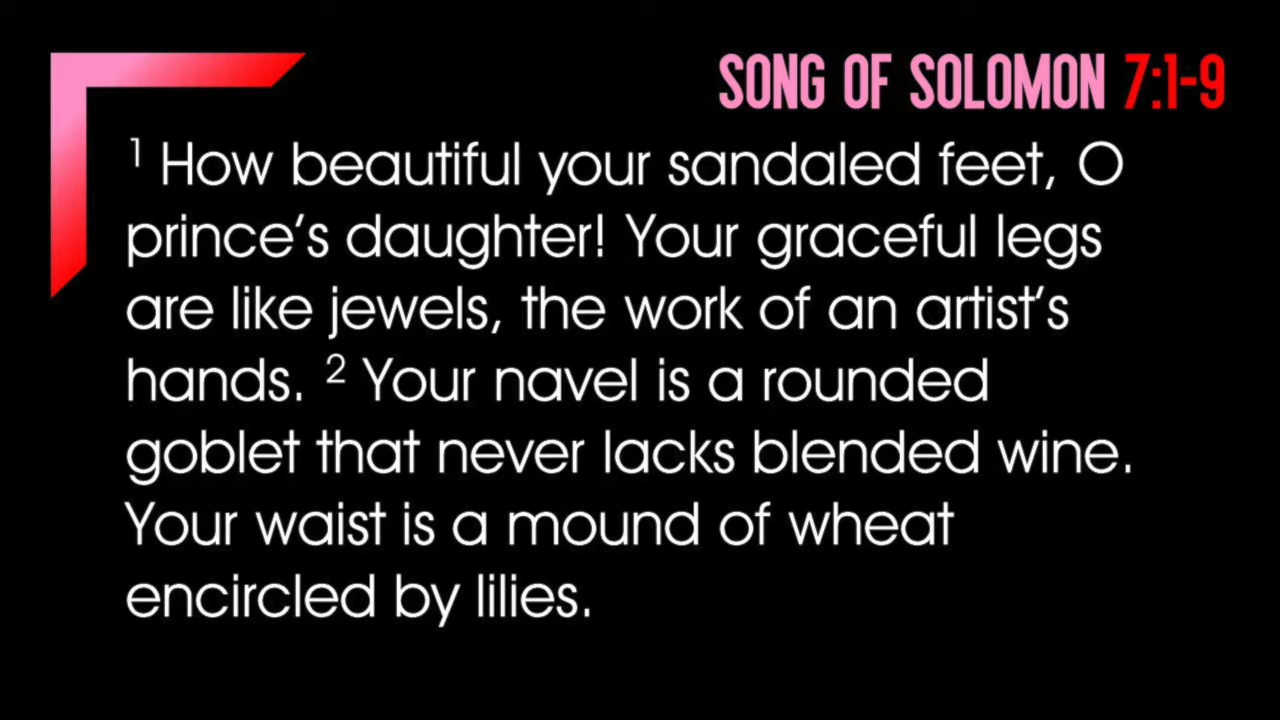 SONG OF SOLOMON 7:1-9
¹ How beautiful your sandaled feet, O
prince’s daughter! Your graceful legs
are like jewels, the work of an artist’s
hands. ² Your navel is a rounded
goblet that never lacks blended wine.
Your waist is a mound of wheat
encircled by lilies.